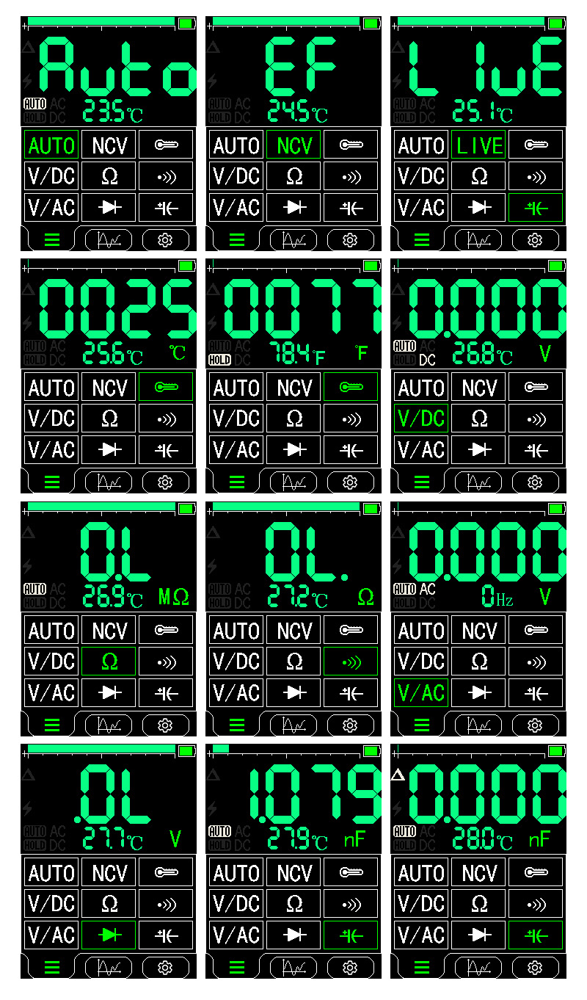 Auto
AUTO AC
HOLD DC
23.5℃
AUTO NCV
V/DC Ω
V/AC
EF
AUTO AC
HOLD DC
24.5℃
AUTO NCV
V/DC Ω
V/AC
LIvE
AUTO AC
HOLD DC
25.1℃
AUTO LIVE
V/DC Ω
V/AC
0025
AUTO AC
HOLD DC
25.6℃ ℃
AUTO NCV
V/DC Ω
V/AC
0077
AUTO AC
HOLD DC
78.4℉ ℉
AUTO NCV
V/DC Ω
V/AC
0.000
AUTO AC
HOLD DC
26.8℃ V
AUTO NCV
V/DC Ω
V/AC
0.L
AUTO AC
HOLD DC
26.9℃ MΩ
AUTO NCV
V/DC Ω
V/AC
0L.
AUTO AC
HOLD DC
27.2℃ Ω
AUTO NCV
V/DC Ω
V/AC
0.000
AUTO AC
HOLD DC
0Hz V
AUTO NCV
V/DC Ω
V/AC
.0L
AUTO AC
HOLD DC
27.7℃ V
AUTO NCV
V/DC Ω
V/AC
1.079
AUTO AC
HOLD DC
27.9℃ nF
AUTO NCV
V/DC Ω
V/AC
0.000
AUTO AC
HOLD DC
28.0℃ nF
AUTO NCV
V/DC Ω
V/AC